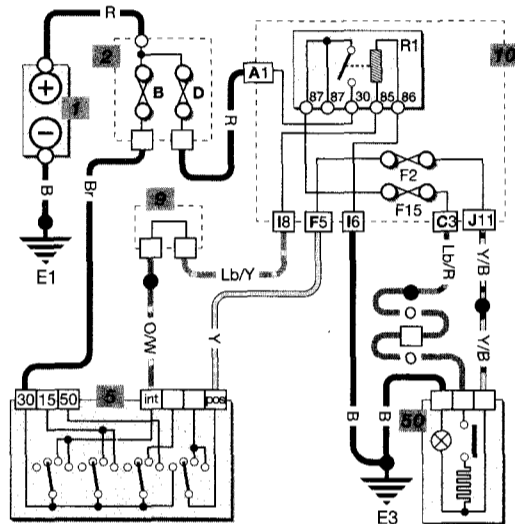 R
2
10
B
D
1
R
A1
R1
87
87
30
85
86
F2
F15
B
Br
E1
9
I8
F5
I6
C3
J11
Lb/Y
Lb/R
Y/B
O/W
Y
Y/B
30
15
50
5
int
pos
B
B
50
E3